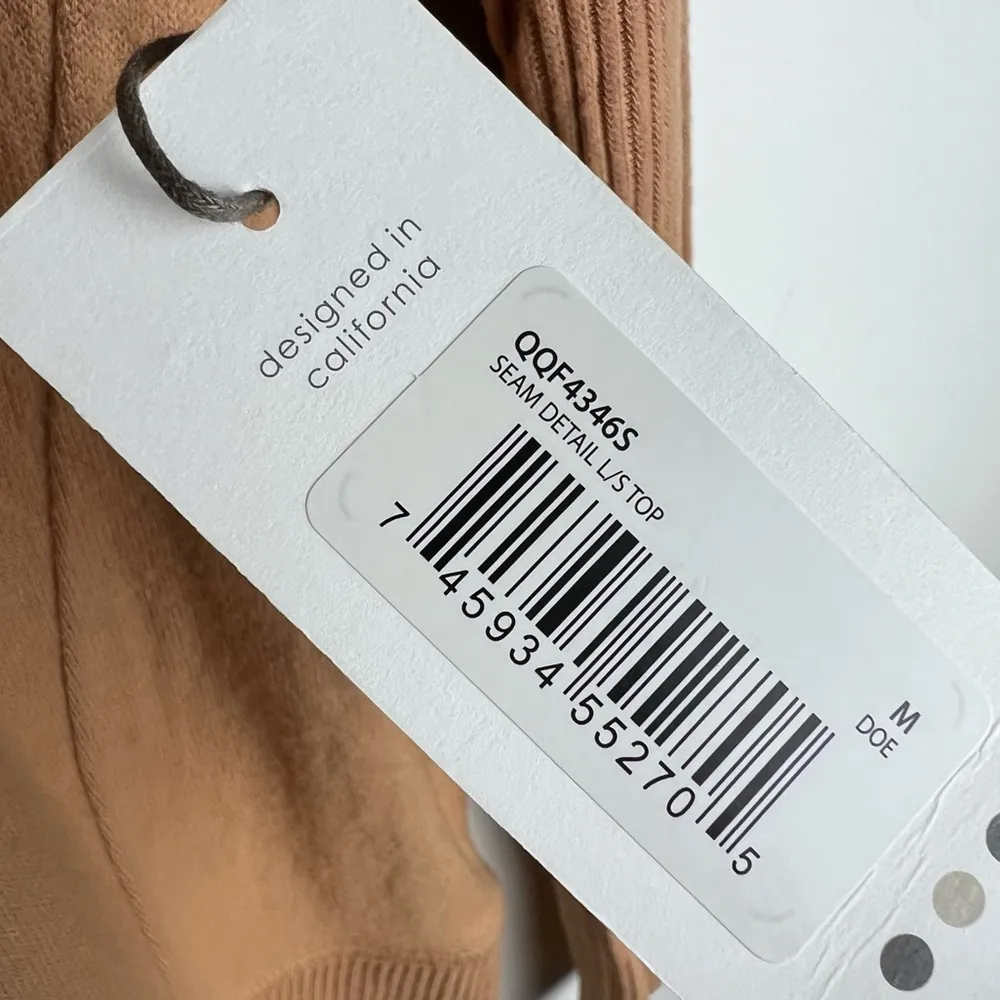 designed in
california
QQF4346S
SEAM DETAIL L/S TOP
7 45934 55270 5
M
DOE